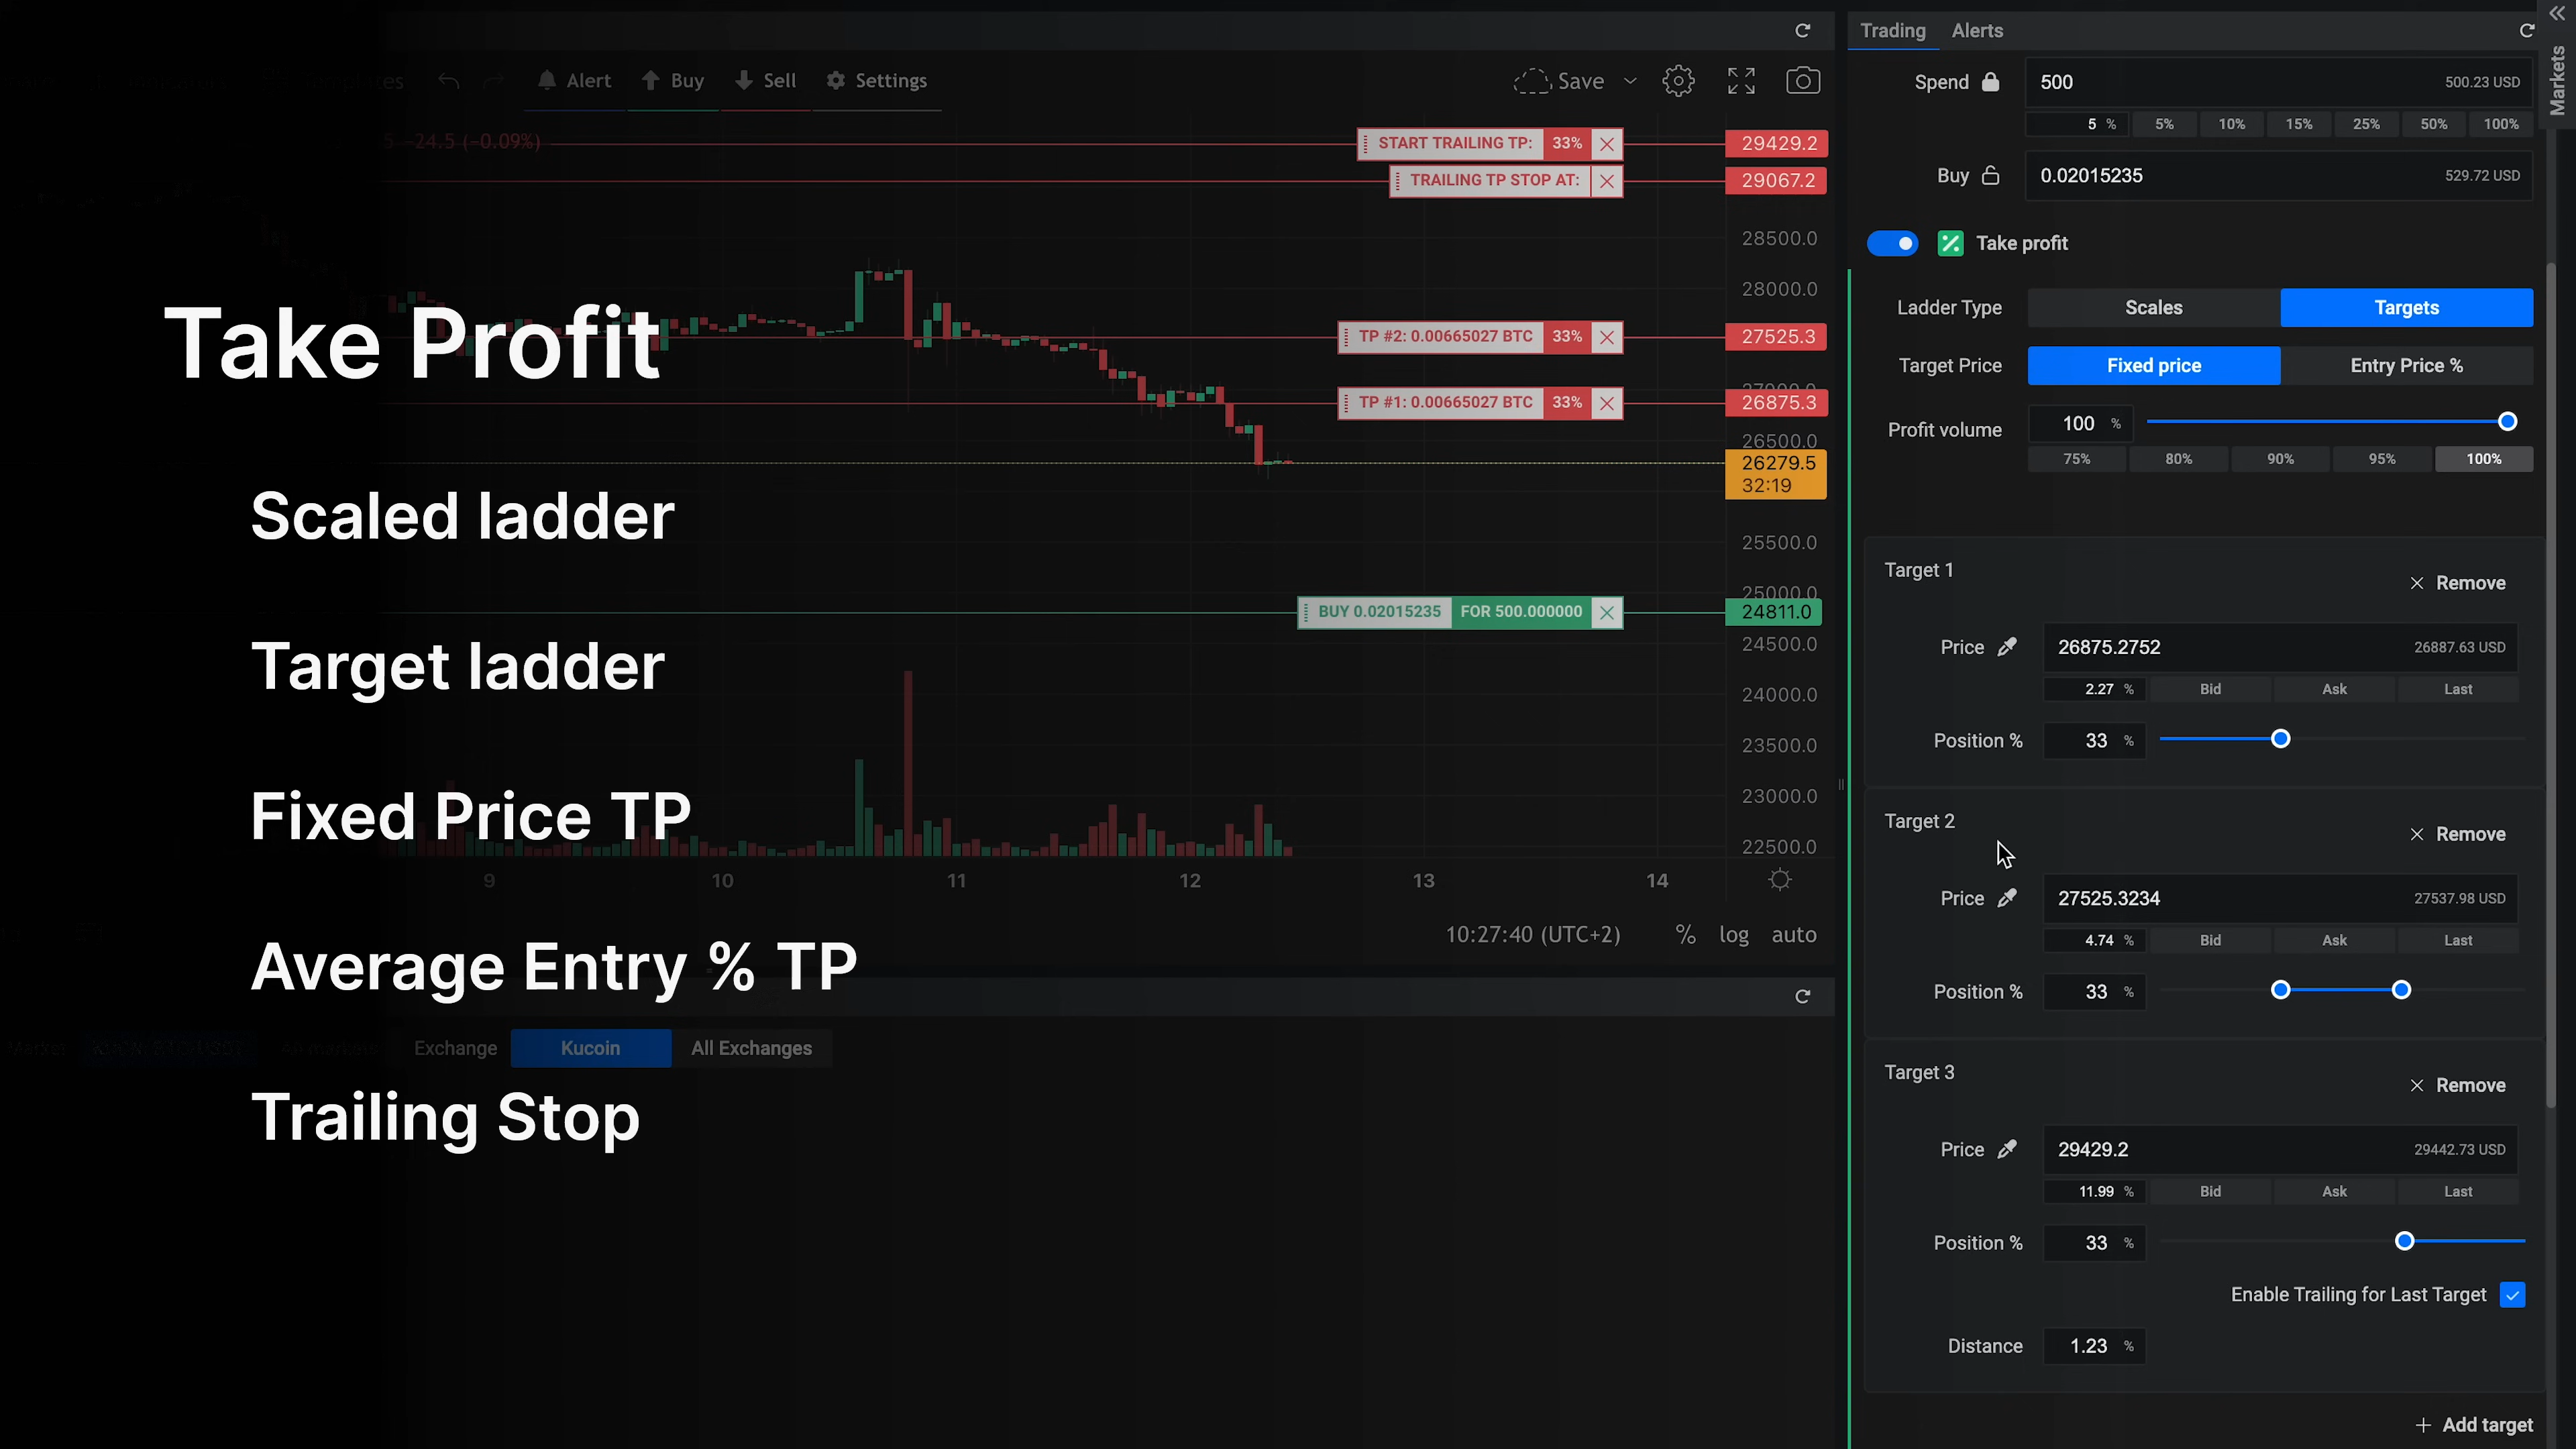 Alert
Buy
Sell
Settings
Save
−24.5 (−0.09%)
START TRAILING TP: 33%
29429.2
TRAILING TP STOP AT:
29067.2
28500.0
28000.0
TP #2: 0.00665027 BTC 33%
27525.3
27000.0
TP #1: 0.00665027 BTC 33%
26875.3
26500.0
26279.5
32:19
25500.0
25000.0
BUY 0.02015235 FOR 500.000000
24811.0
24500.0
24000.0
23500.0
23000.0
22500.0
9 10 11 12 13 14
10:27:40 (UTC+2) % log auto
Exchange Kucoin All Exchanges
Take Profit
Scaled ladder
Target ladder
Fixed Price TP
Average Entry % TP
Trailing Stop
Trading Alerts
Markets
Spend 500 500.23 USD
5 % 5% 10% 15% 25% 50% 100%
Buy 0.02015235 529.72 USD
Take profit
Ladder Type Scales Targets
Target Price Fixed price Entry Price %
Profit volume 100 %
75% 80% 90% 95% 100%
Target 1
Remove
Price 26875.2752 26887.63 USD
2.27 % Bid Ask Last
Position % 33 %
Target 2
Remove
Price 27525.3234 27537.98 USD
4.74 % Bid Ask Last
Position % 33 %
Target 3
Remove
Price 29429.2 29442.73 USD
11.99 % Bid Ask Last
Position % 33 %
Enable Trailing for Last Target
Distance 1.23 %
+ Add target